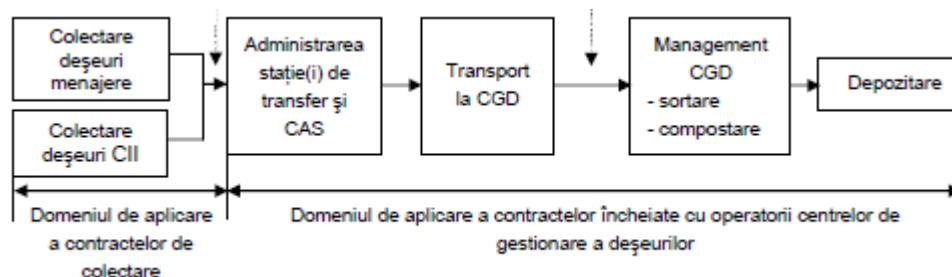 Colectare
deşeuri
menajere
Colectare
deşeuri CII
Administrarea
staţie(i) de
transfer şi
CAS
Transport
la CGD
Management
CGD
- sortare
- compostare
Depozitare
Domeniul de aplicare
a contractelor de
colectare
Domeniul de aplicare a contractelor încheiate cu operatorii centrelor de
gestionare a deşeurilor